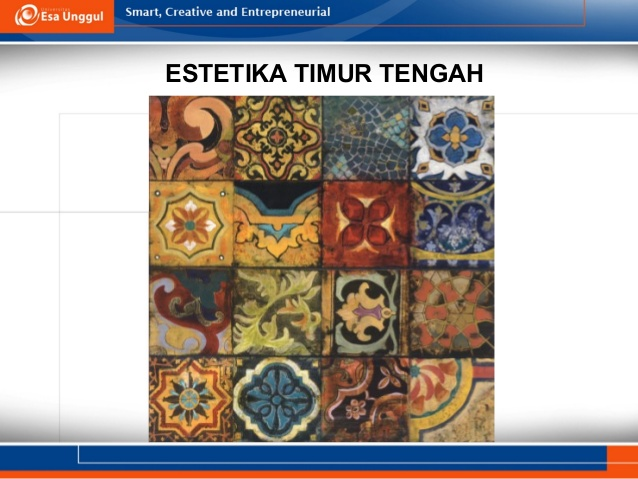 Esa Unggul
Smart, Creative and Entrepreneurial
ESTETIKA TIMUR TENGAH